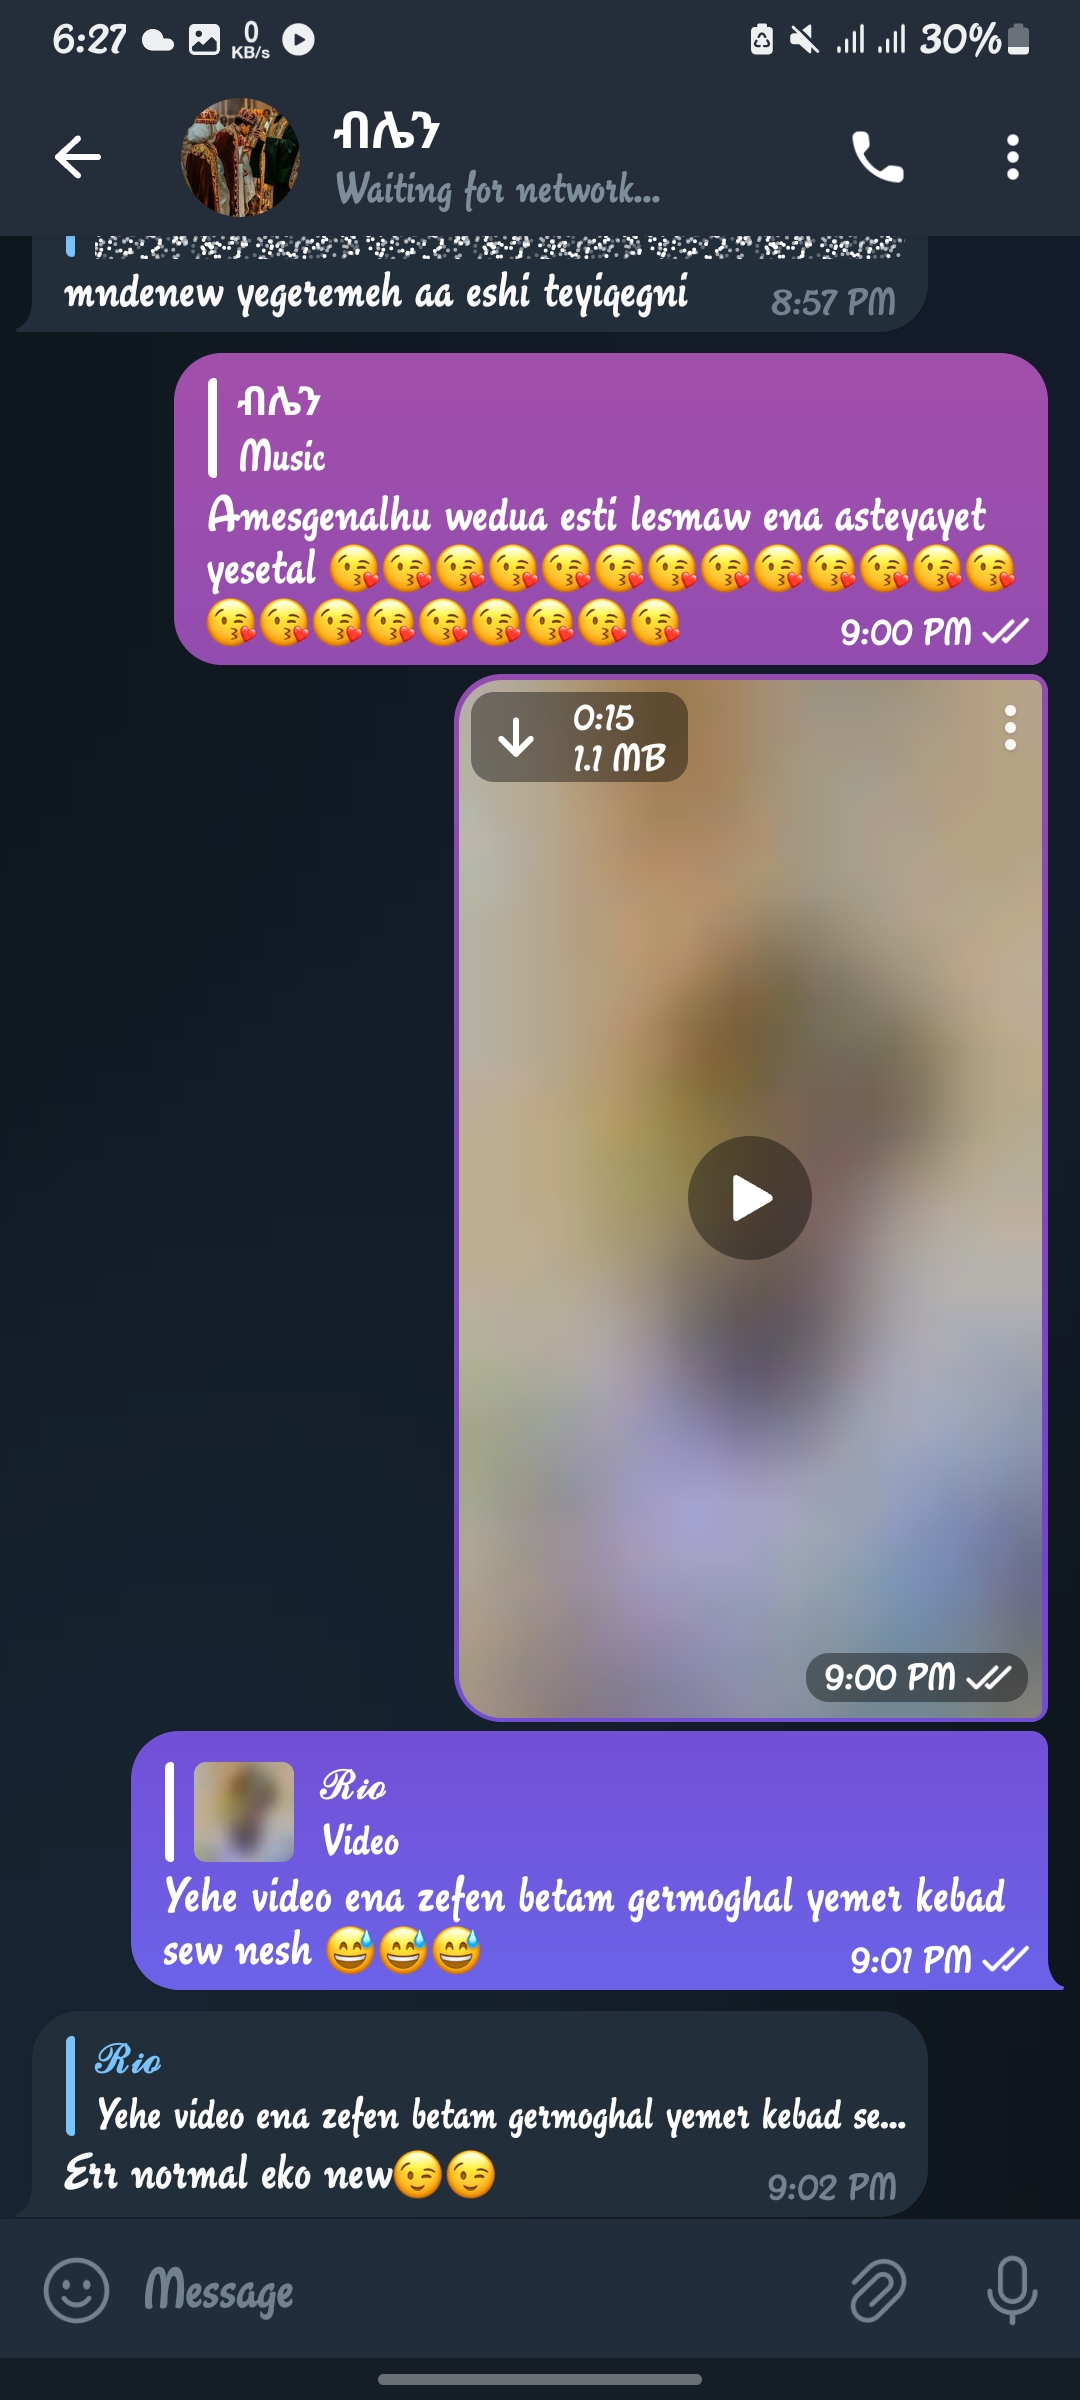 6:27 0 KB/s 30%
ብሌን
Waiting for network...
mndenew yegeremeh aa eshi teyiqegni 8:57 PM
ብሌን
Music
Amesgenalhu wedua esti lesmaw ena asteyayet
yesetal 😘😘😘😘😘😘😘😘😘😘😘😘😘
😘😘😘😘😘😘😘😘😘 9:00 PM
0:15
1.1 MB
9:00 PM
Rio
Video
Yehe video ena zefen betam germoghal yemer kebad
sew nesh 😅😅😅 9:01 PM
Rio
Yehe video ena zefen betam germoghal yemer kebad se...
Err normal eko new😉😉 9:02 PM
Message